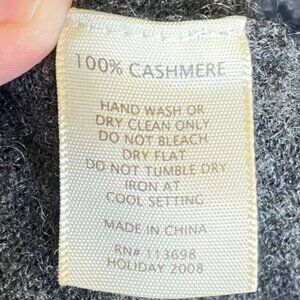 100% CASHMERE
HAND WASH OR
DRY CLEAN ONLY
DO NOT BLEACH
DRY FLAT
DO NOT TUMBLE DRY
IRON AT
COOL SETTING
MADE IN CHINA
RN# 113698
HOLIDAY 2008